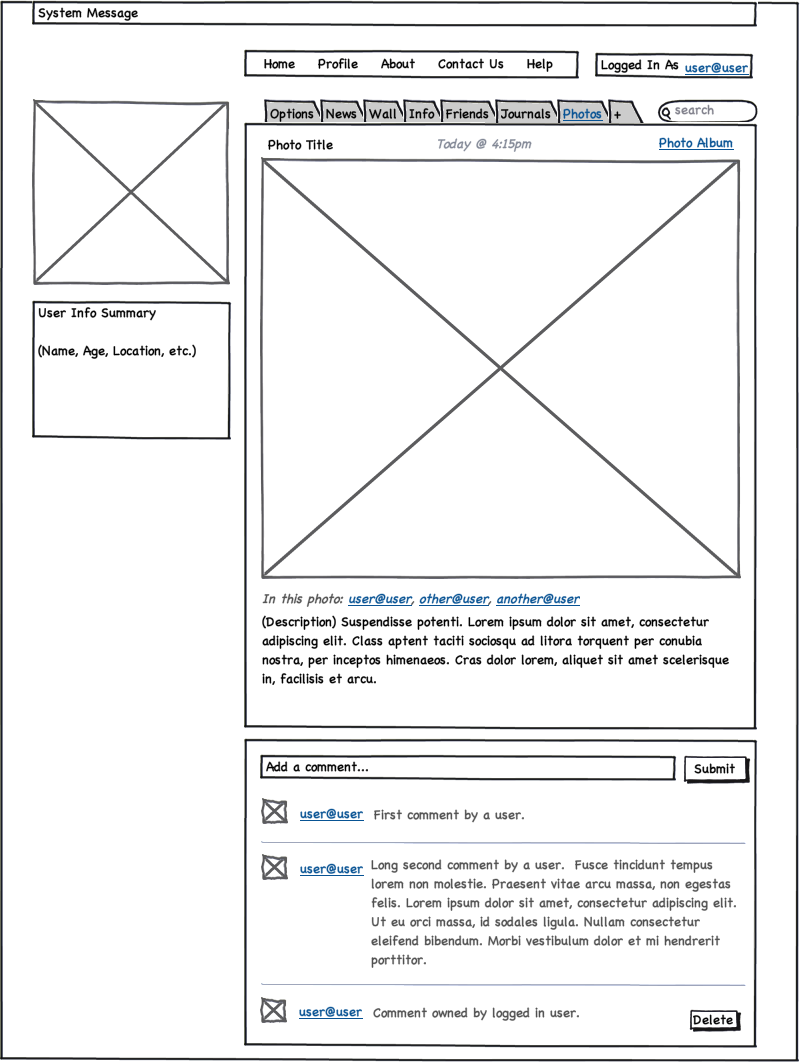 System Message
Home Profile About Contact Us Help
Logged In As user@user
Options News Wall Info Friends Journals Photos +
search
Photo Title Today @ 4:15pm Photo Album
User Info Summary
(Name, Age, Location, etc.)
In this photo: user@user, other@user, another@user
(Description) Suspendisse potenti. Lorem ipsum dolor sit amet, consectetur
adipiscing elit. Class aptent taciti sociosqu ad litora torquent per conubia
nostra, per inceptos himenaeos. Cras dolor lorem, aliquet sit amet scelerisque
in, facilisis et arcu.
Add a comment... Submit
user@user First comment by a user.
user@user Long second comment by a user. Fusce tincidunt tempus
lorem non molestie. Praesent vitae arcu massa, non egestas
felis. Lorem ipsum dolor sit amet, consectetur adipiscing elit.
Ut eu orci massa, id sodales ligula. Nullam consectetur
eleifend bibendum. Morbi vestibulum dolor et mi hendrerit
porttitor.
user@user Comment owned by logged in user.
Delete